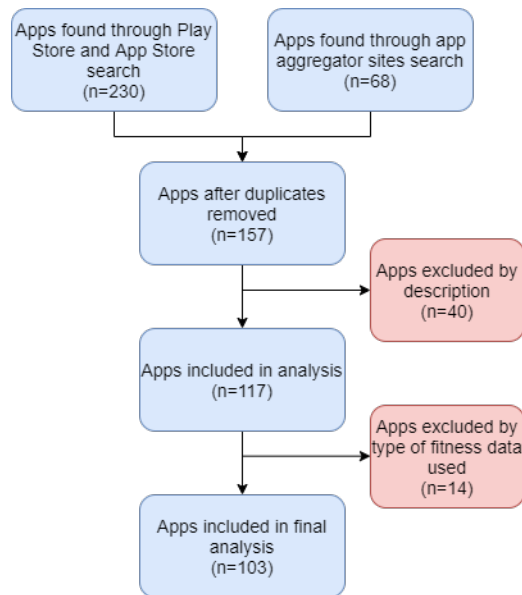 Apps found through Play
Store and App Store
search
(n=230)
Apps found through app
aggregator sites search
(n=68)
Apps after duplicates
removed
(n=157)
Apps excluded by
description
(n=40)
Apps included in analysis
(n=117)
Apps excluded by
type of fitness data
used
(n=14)
Apps included in final
analysis
(n=103)